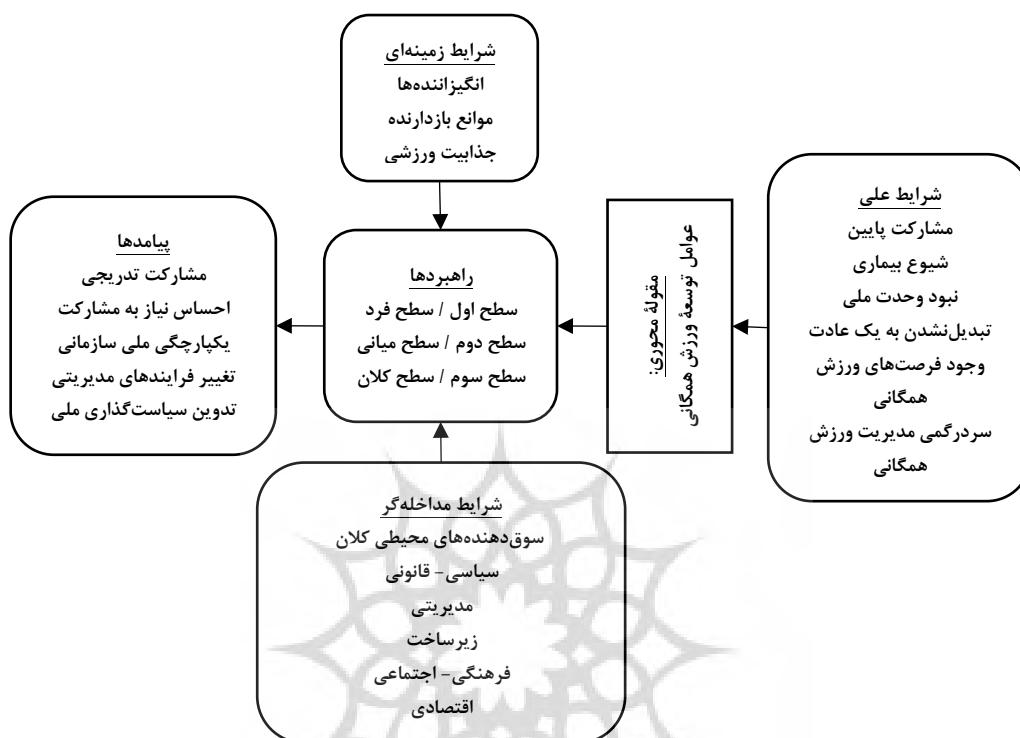 شرایط زمینه‌ای
انگیزاننده‌ها
موانع بازدارنده
جذابیت ورزشی
شرایط علی
مشارکت پایین
شیوع بیماری
نبود وحدت ملی
تبدیل‌نشدن به یک عادت
وجود فرصت‌های ورزش
همگانی
سردرگمی مدیریت ورزش
همگانی
مقولهٔ محوری:
عوامل توسعهٔ ورزش همگانی
راهبردها
سطح اول / سطح فرد
سطح دوم / سطح میانی
سطح سوم / سطح کلان
پیامدها
مشارکت تدریجی
احساس نیاز به مشارکت
یکپارچگی ملی سازمانی
تغییر فرایندهای مدیریتی
تدوین سیاست‌گذاری ملی
شرایط مداخله‌گر
سوق‌دهنده‌های محیطی کلان
سیاسی- قانونی
مدیریتی
زیرساخت
فرهنگی- اجتماعی
اقتصادی